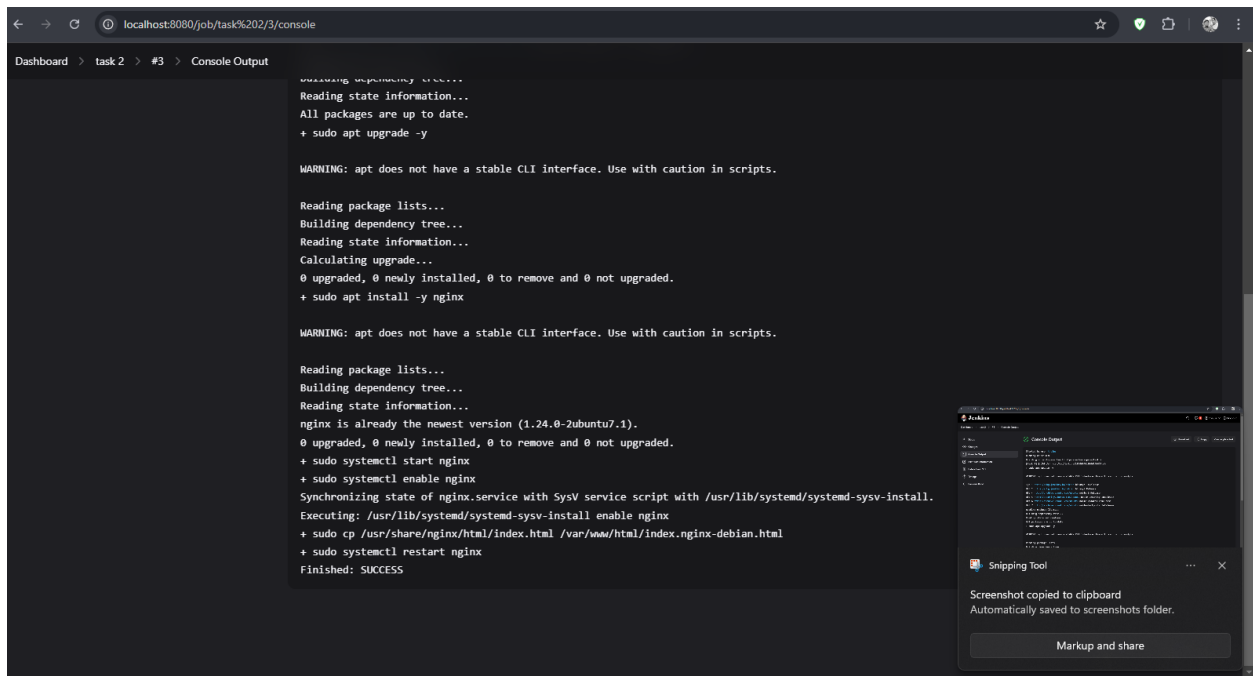 localhost:8080/job/task%202/3/console
Dashboard > task 2 > #3 > Console Output
Building dependency tree...
Reading state information...
All packages are up to date.
+ sudo apt upgrade -y
WARNING: apt does not have a stable CLI interface. Use with caution in scripts.
Reading package lists...
Building dependency tree...
Reading state information...
Calculating upgrade...
0 upgraded, 0 newly installed, 0 to remove and 0 not upgraded.
+ sudo apt install -y nginx
WARNING: apt does not have a stable CLI interface. Use with caution in scripts.
Reading package lists...
Building dependency tree...
Reading state information...
nginx is already the newest version (1.24.0-2ubuntu7.1).
0 upgraded, 0 newly installed, 0 to remove and 0 not upgraded.
+ sudo systemctl start nginx
+ sudo systemctl enable nginx
Synchronizing state of nginx.service with SysV service script with /usr/lib/systemd/systemd-sysv-install.
Executing: /usr/lib/systemd/systemd-sysv-install enable nginx
+ sudo cp /usr/share/nginx/html/index.html /var/www/html/index.nginx-debian.html
+ sudo systemctl restart nginx
Finished: SUCCESS
Jenkins
Console Output
Snipping Tool
Screenshot copied to clipboard
Automatically saved to screenshots folder.
Markup and share